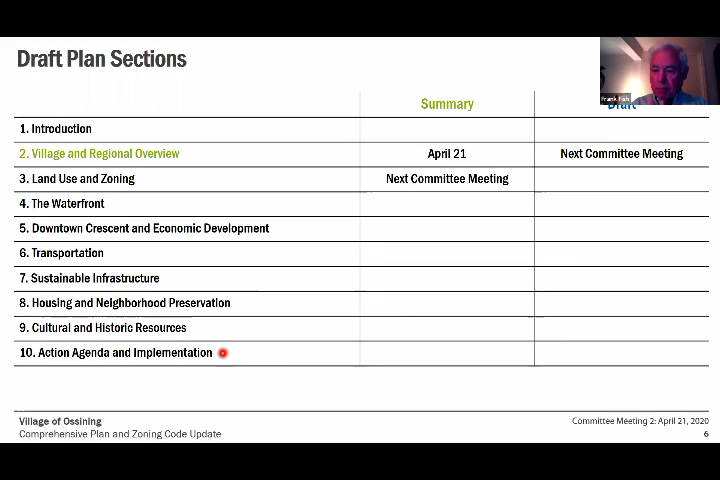 Draft Plan Sections
Frank Fish
Summary
Draft
1. Introduction
2. Village and Regional Overview April 21 Next Committee Meeting
3. Land Use and Zoning Next Committee Meeting
4. The Waterfront
5. Downtown Crescent and Economic Development
6. Transportation
7. Sustainable Infrastructure
8. Housing and Neighborhood Preservation
9. Cultural and Historic Resources
10. Action Agenda and Implementation
Village of Ossining Committee Meeting 2: April 21, 2020
Comprehensive Plan and Zoning Code Update 6